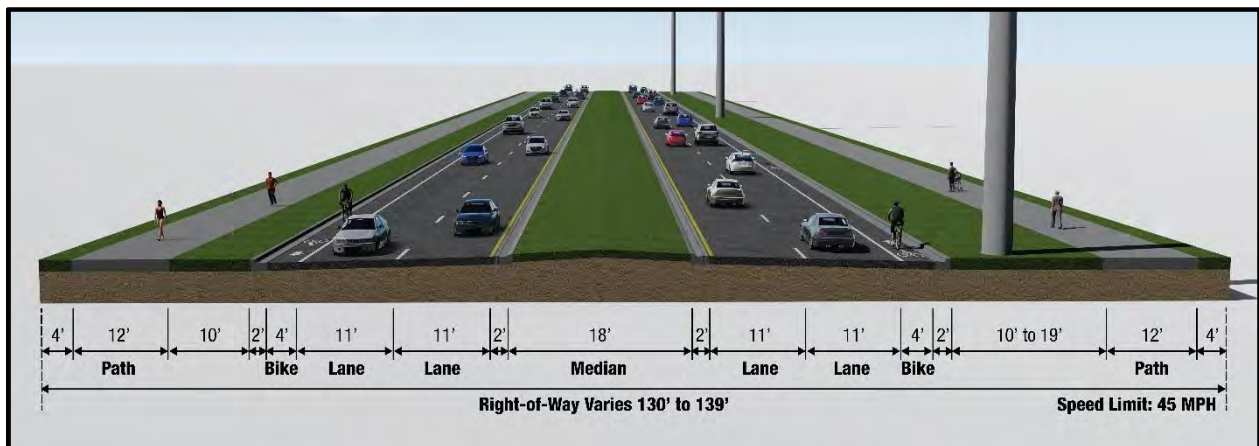 4' 12' 10' 2' 4' 11' 11' 2' 18' 2' 11' 11' 4' 2' 10' to 19' 12' 4'
Path Bike Lane Lane Median Lane Lane Bike Path
Right-of-Way Varies 130' to 139' Speed Limit: 45 MPH